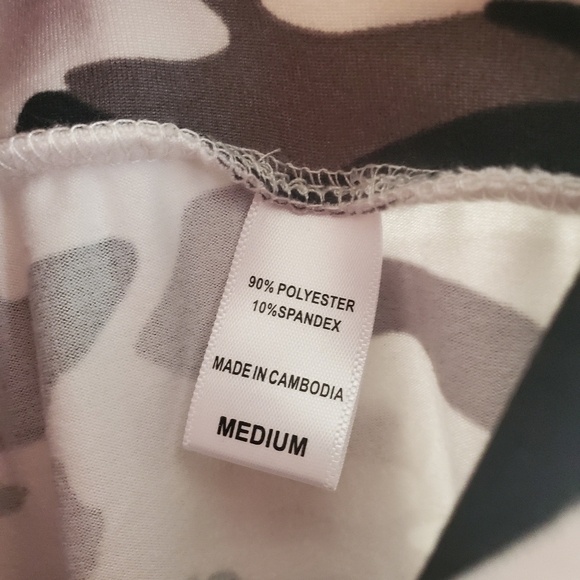 90% POLYESTER
10%SPANDEX
MADE IN CAMBODIA
MEDIUM